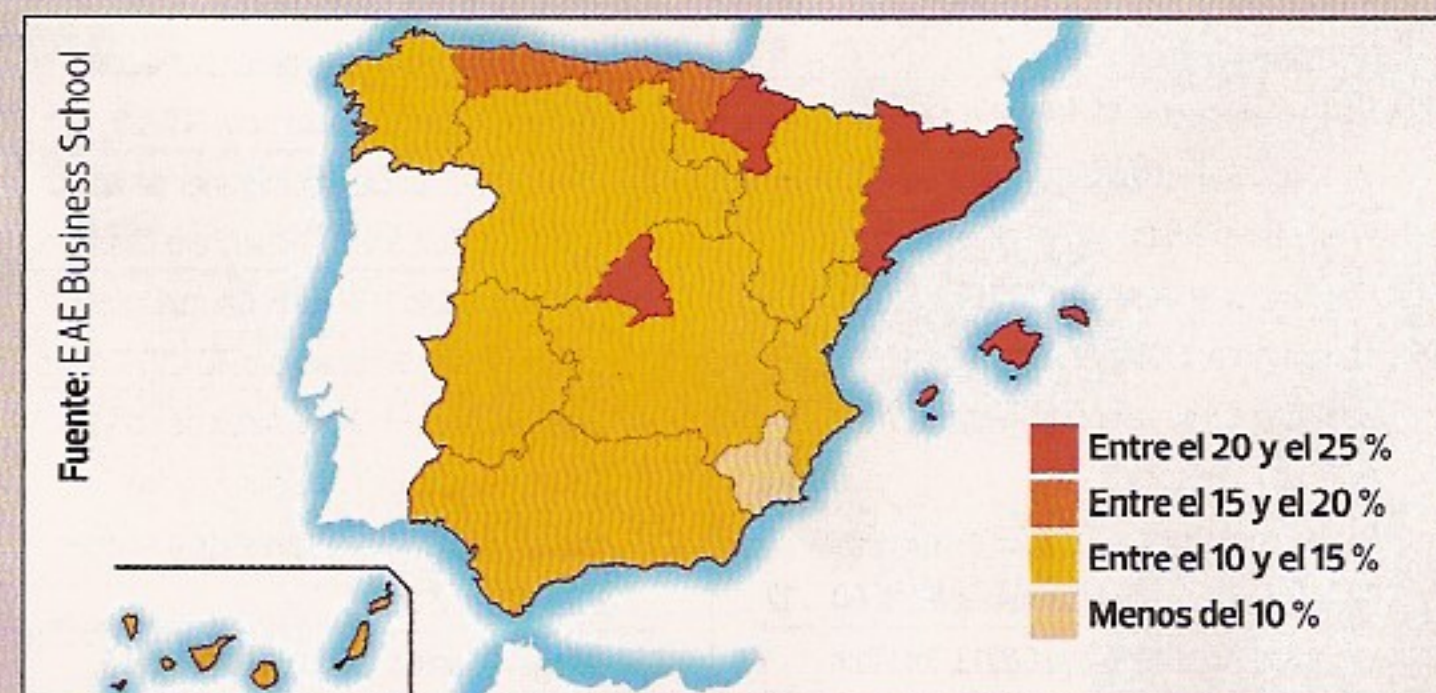 Fuente: EAE Business School
Entre el 20 y el 25 %
Entre el 15 y el 20 %
Entre el 10 y el 15 %
Menos del 10 %